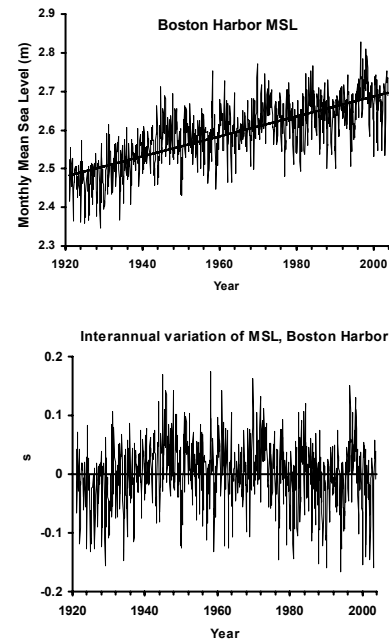 Boston Harbor MSL
Monthly Mean Sea Level (m)
2.9
2.8
2.7
2.6
2.5
2.4
2.3
1920 1940 1960 1980 2000
Year
Interannual variation of MSL, Boston Harbor
s
0.2
0.1
0
-0.1
-0.2
1920 1940 1960 1980 2000
Year